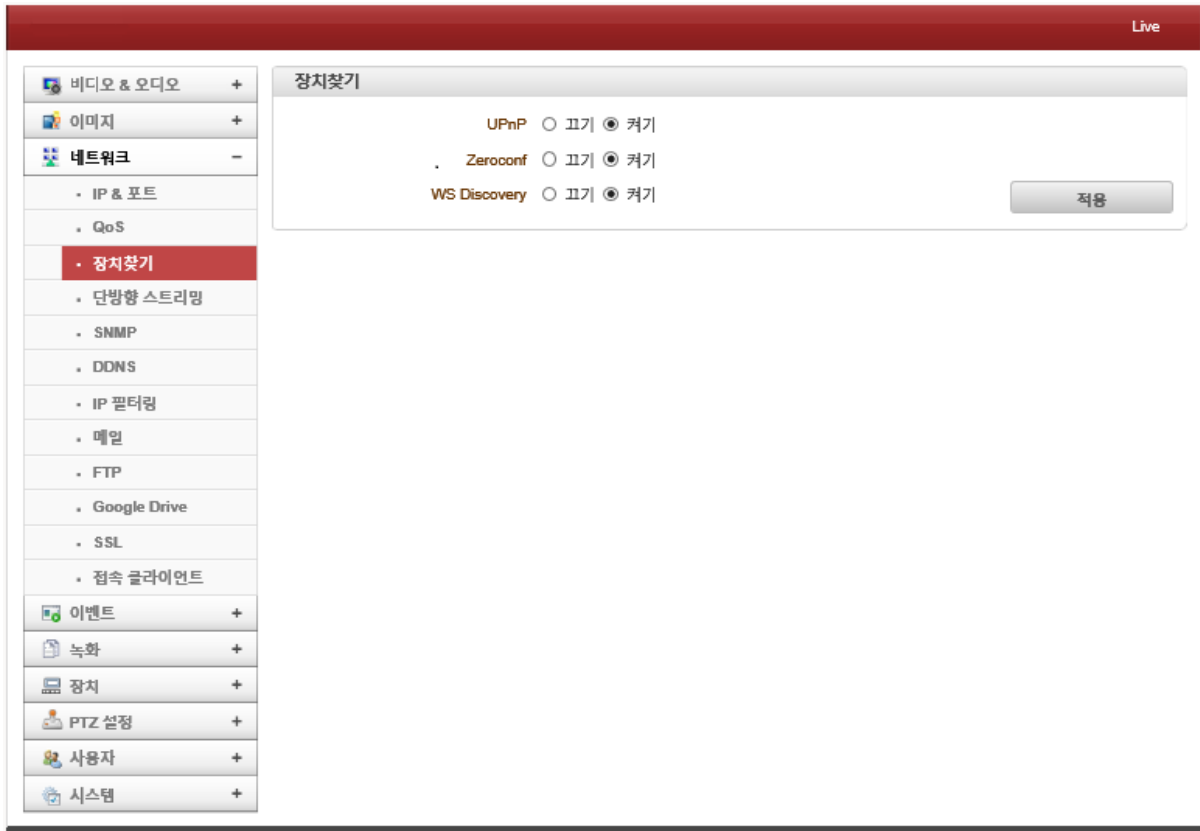 Live
비디오 & 오디오 +
이미지 +
네트워크 -
IP & 포트
QoS
장치찾기
단방향 스트리밍
SNMP
DDNS
IP 필터링
메일
FTP
Google Drive
SSL
접속 클라이언트
이벤트 +
녹화 +
장치 +
PTZ 설정 +
사용자 +
시스템 +
장치찾기
UPnP 끄기 켜기
Zeroconf 끄기 켜기
WS Discovery 끄기 켜기
적용